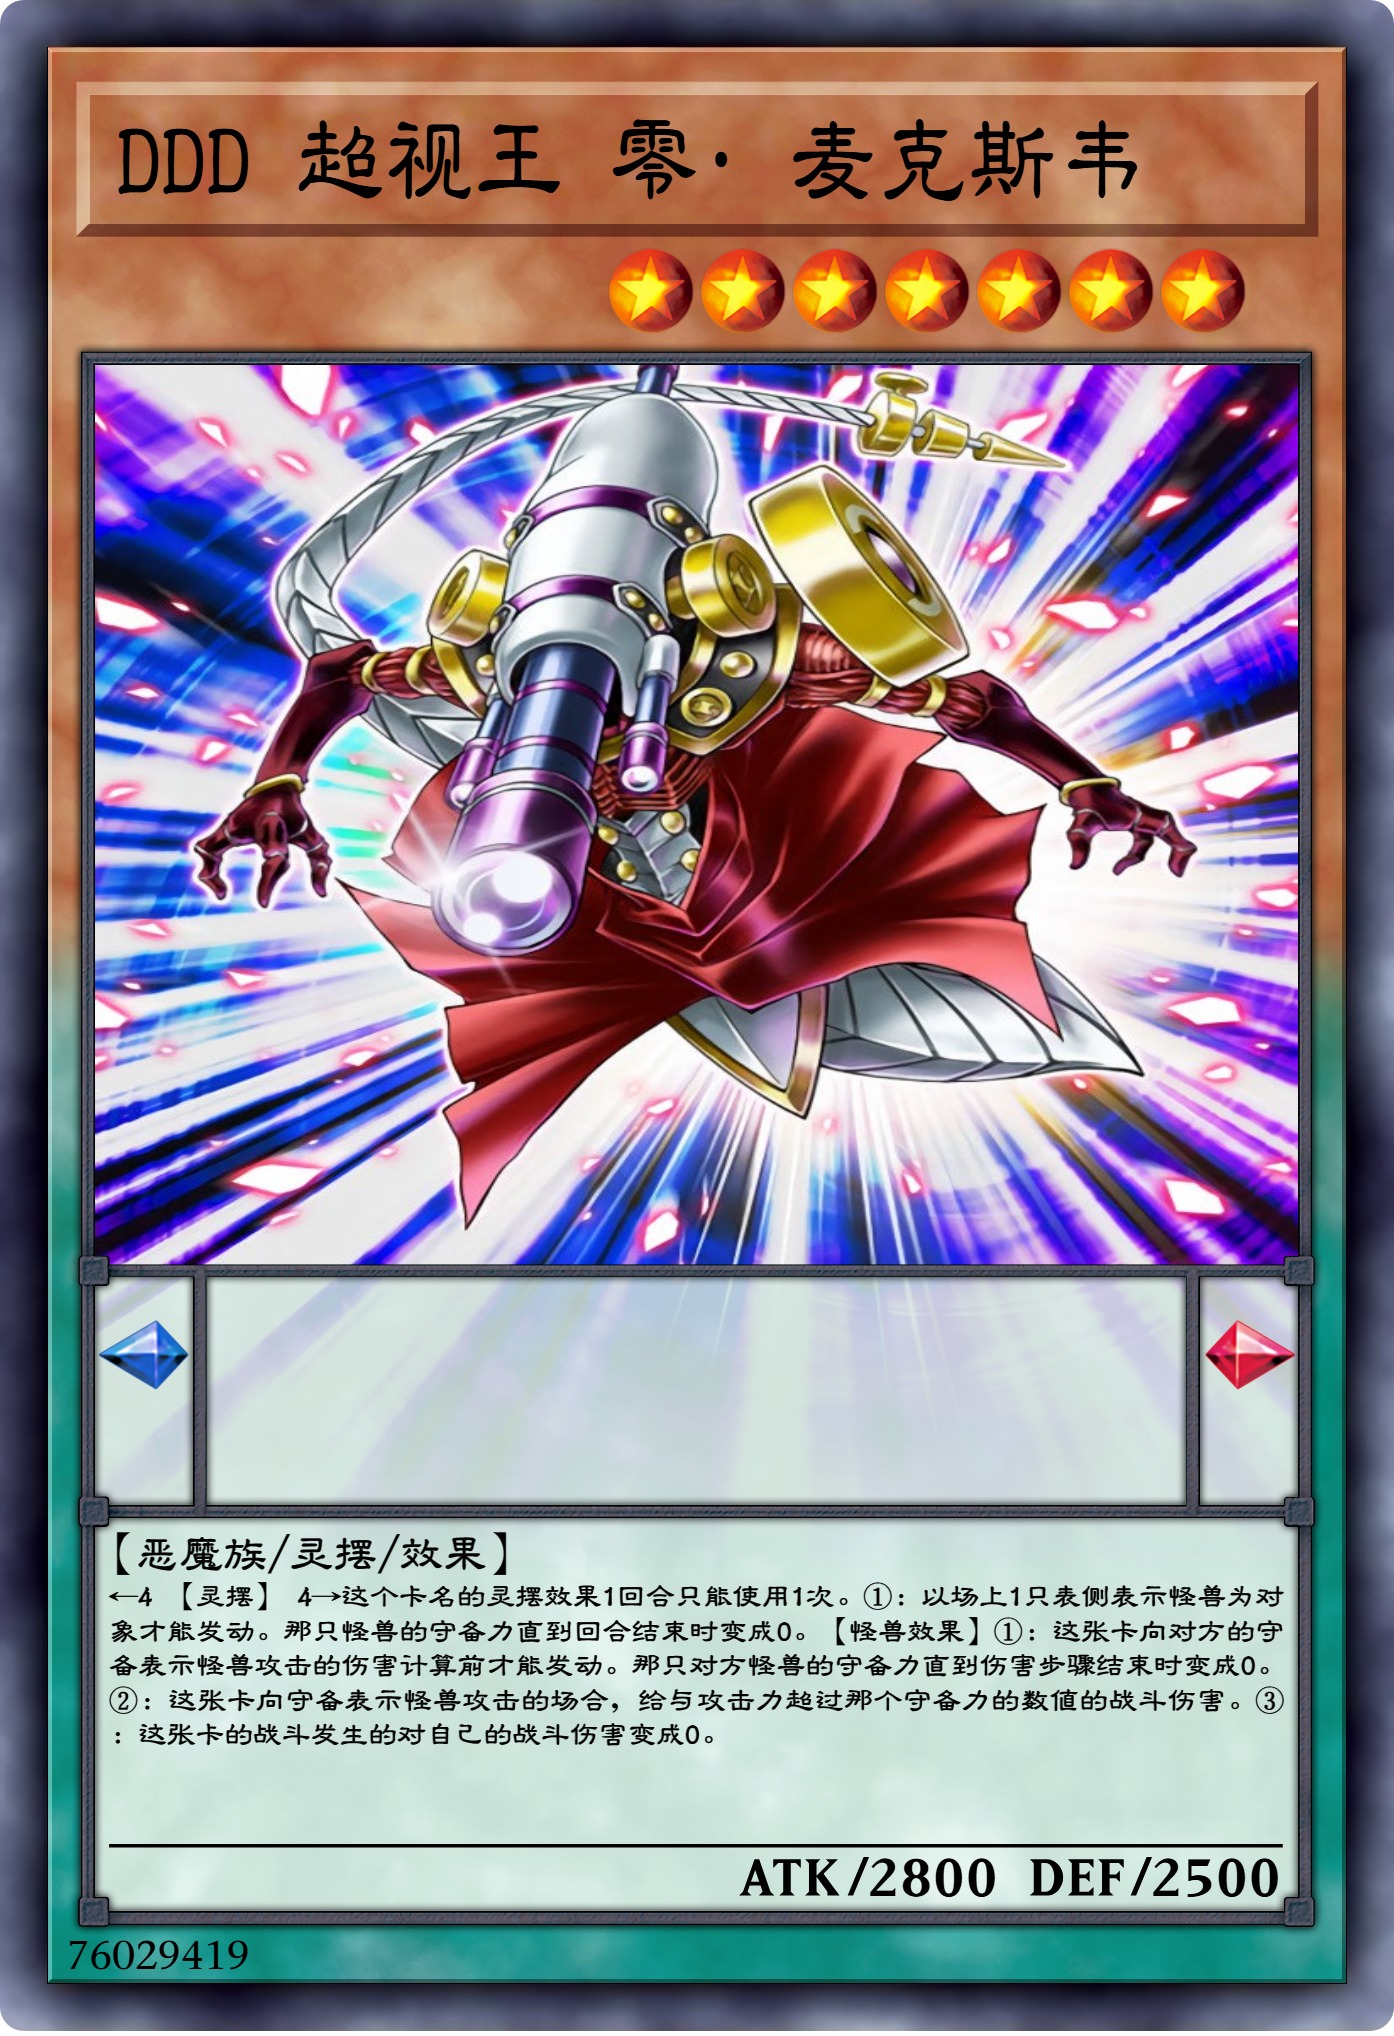 DDD 超视王 零· 麦克斯韦
【恶魔族/灵摆/效果】
←4 【灵摆】 4→这个卡名的灵摆效果1回合只能使用1次。①：以场上1只表侧表示怪兽为对
象才能发动。那只怪兽的守备力直到回合结束时变成0。【怪兽效果】①：这张卡向对方的守
备表示怪兽攻击的伤害计算前才能发动。那只对方怪兽的守备力直到伤害步骤结束时变成0。
②：这张卡向守备表示怪兽攻击的场合，给与攻击力超过那个守备力的数值的战斗伤害。③
：这张卡的战斗发生的对自己的战斗伤害变成0。
ATK/2800 DEF/2500
76029419